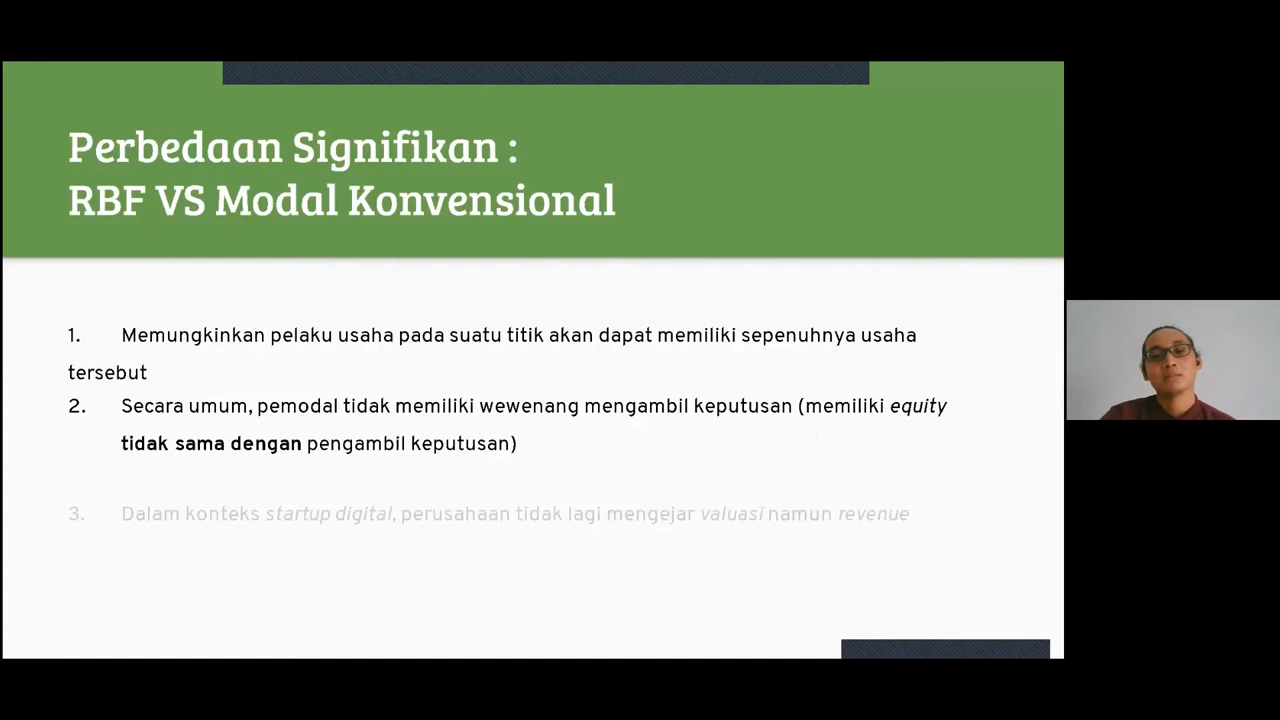 Perbedaan Signifikan :
RBF VS Modal Konvensional
1. Memungkinkan pelaku usaha pada suatu titik akan dapat memiliki sepenuhnya usaha
tersebut
2. Secara umum, pemodal tidak memiliki wewenang mengambil keputusan (memiliki equity
tidak sama dengan pengambil keputusan)
3. Dalam konteks startup digital, perusahaan tidak lagi mengejar valuasi namun revenue